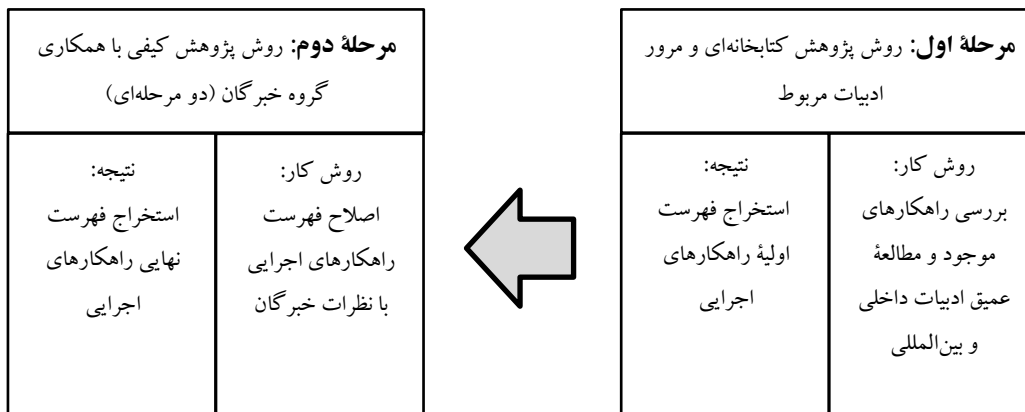 مرحلهٔ اول: روش پژوهش کتابخانه‌ای و مرور
ادبیات مربوط
روش کار:
بررسی راهکارهای
موجود و مطالعهٔ
عمیق ادبیات داخلی
و بین‌المللی
نتیجه:
استخراج فهرست
اولیهٔ راهکارهای
اجرایی
مرحلهٔ دوم: روش پژوهش کیفی با همکاری
گروه خبرگان (دو مرحله‌ای)
روش کار:
اصلاح فهرست
راهکارهای اجرایی
با نظرات خبرگان
نتیجه:
استخراج فهرست
نهایی راهکارهای
اجرایی